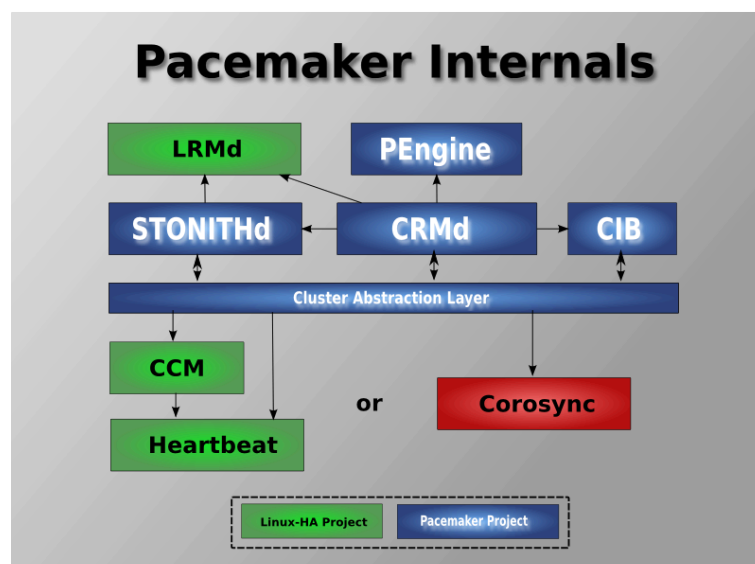 Pacemaker Internals
LRMd
PEngine
STONITHd
CRMd
CIB
Cluster Abstraction Layer
CCM
or
Corosync
Heartbeat
Linux-HA Project
Pacemaker Project